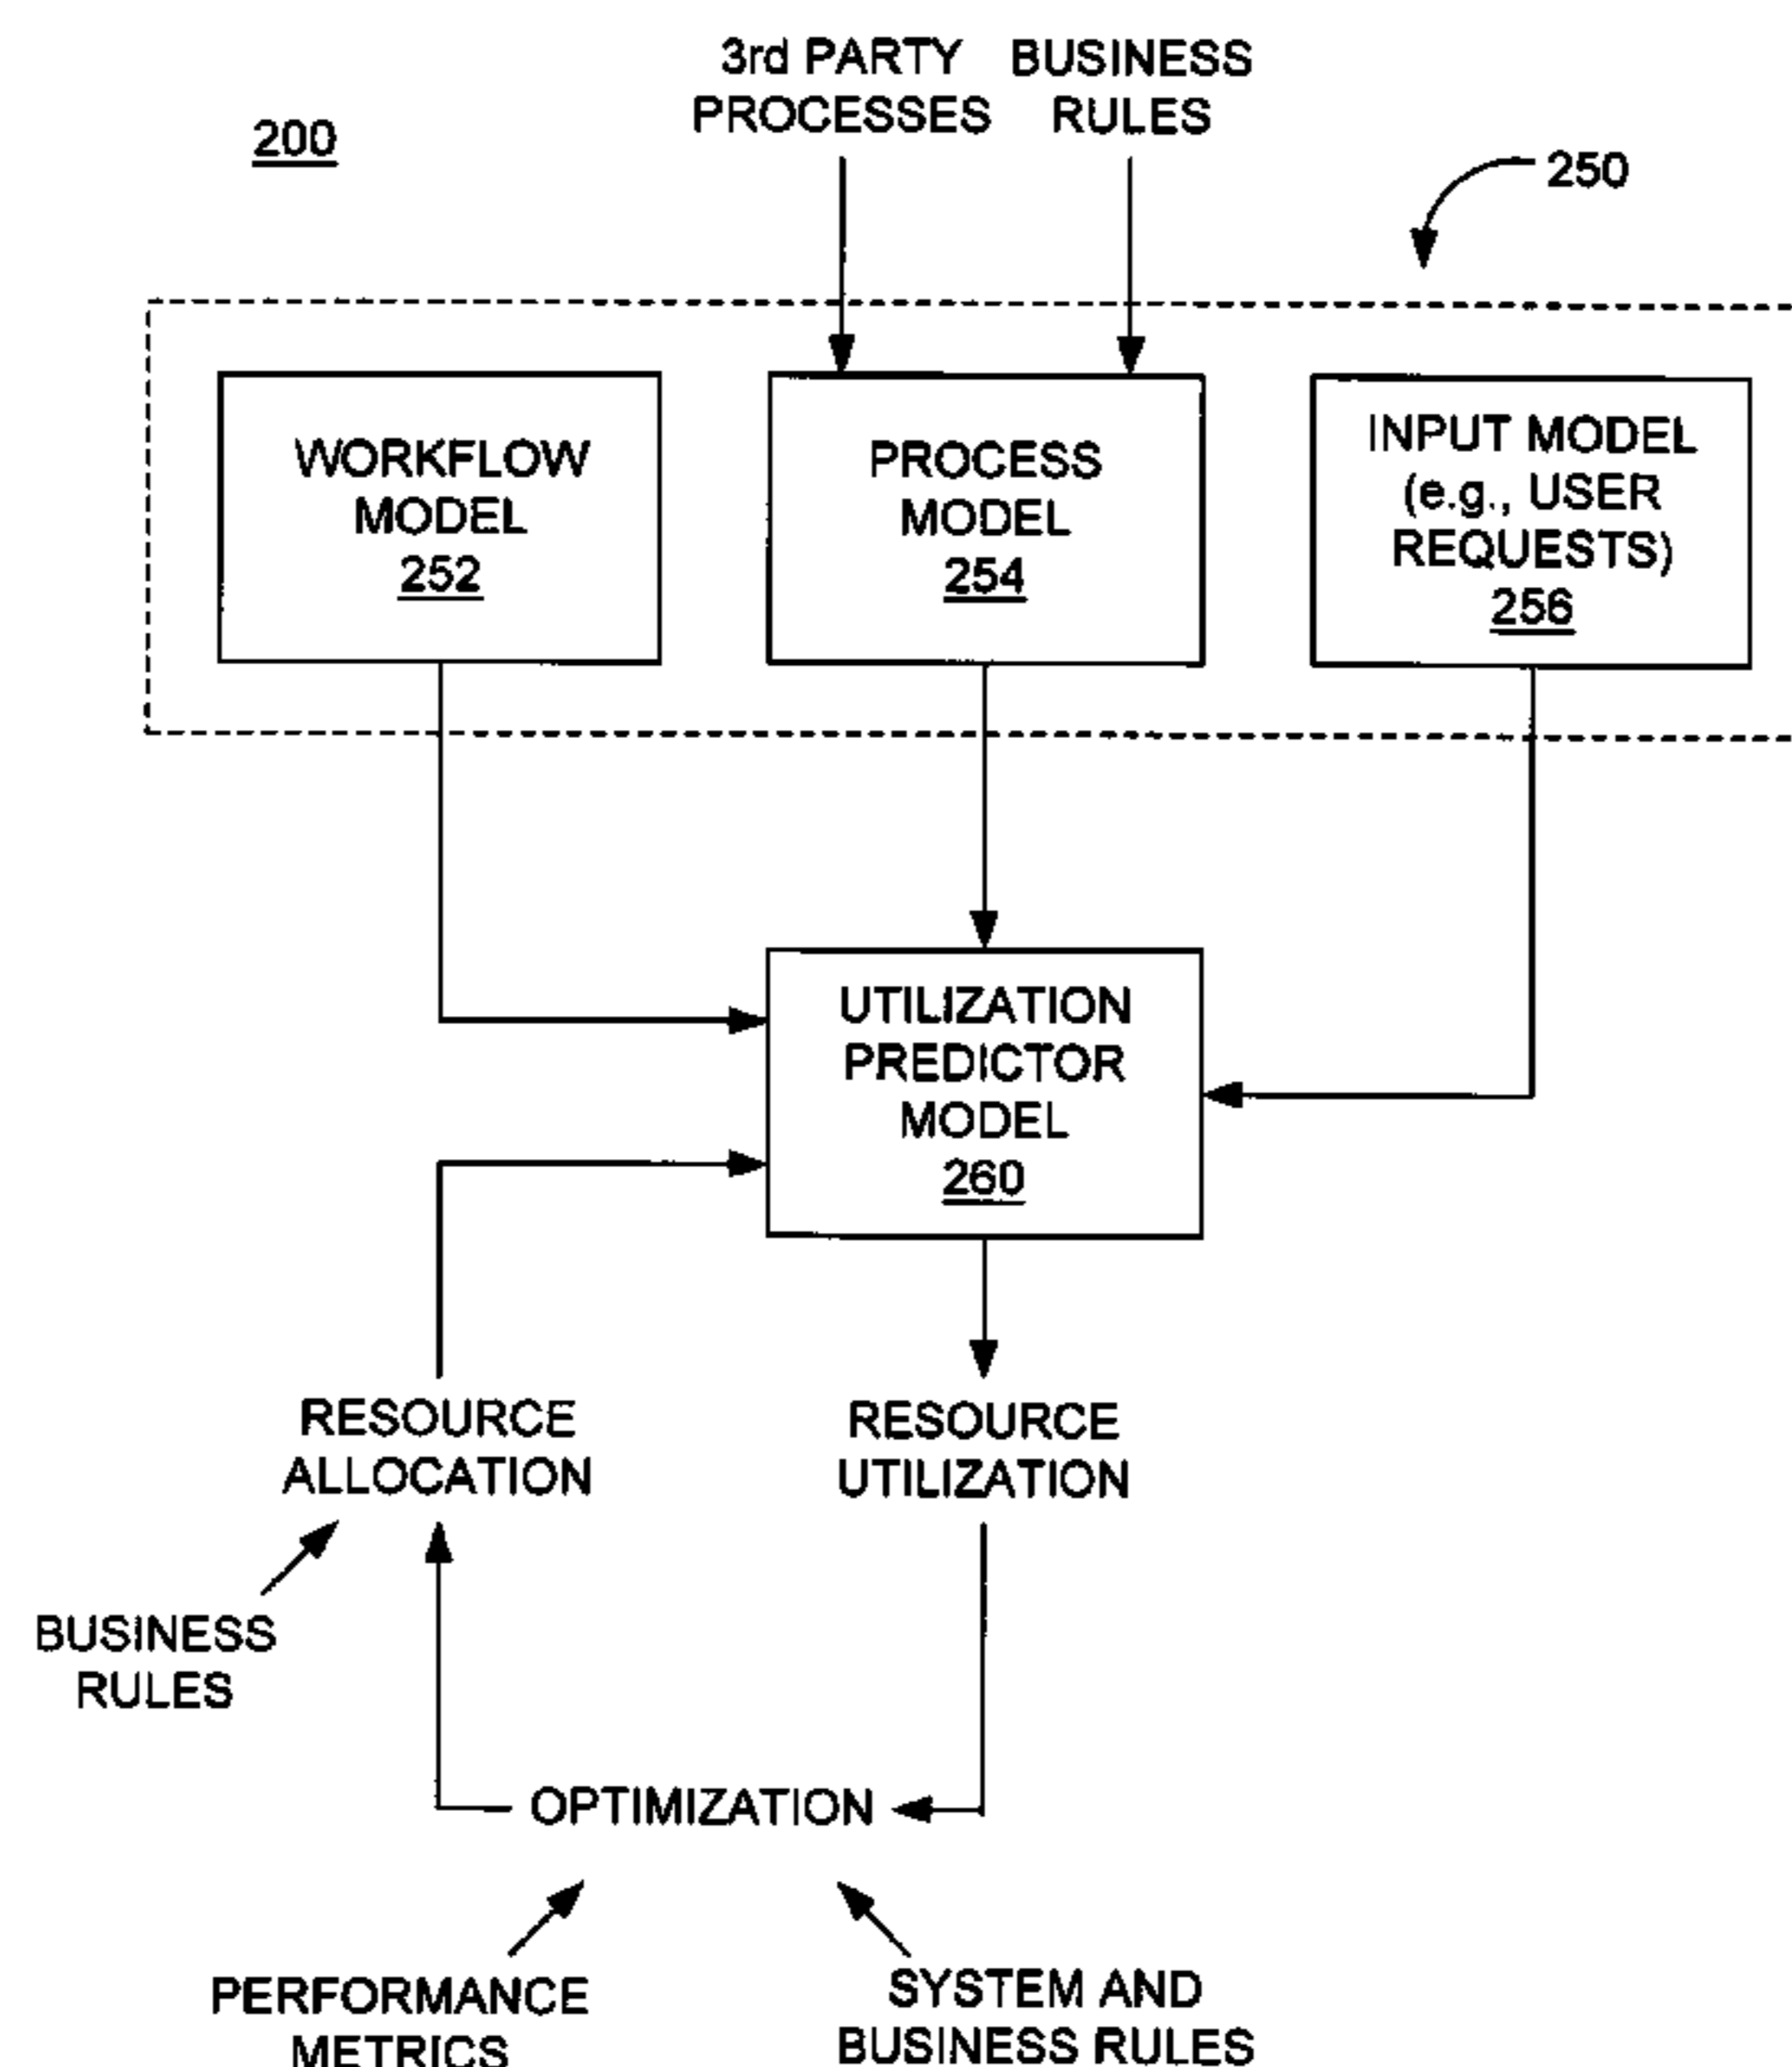 3rd PARTY
PROCESSES
BUSINESS
RULES
200
250
WORKFLOW
MODEL
252
PROCESS
MODEL
254
INPUT MODEL
(e.g., USER
REQUESTS)
256
UTILIZATION
PREDICTOR
MODEL
260
RESOURCE
ALLOCATION
RESOURCE
UTILIZATION
BUSINESS
RULES
OPTIMIZATION
PERFORMANCE
METRICS
SYSTEM AND
BUSINESS RULES